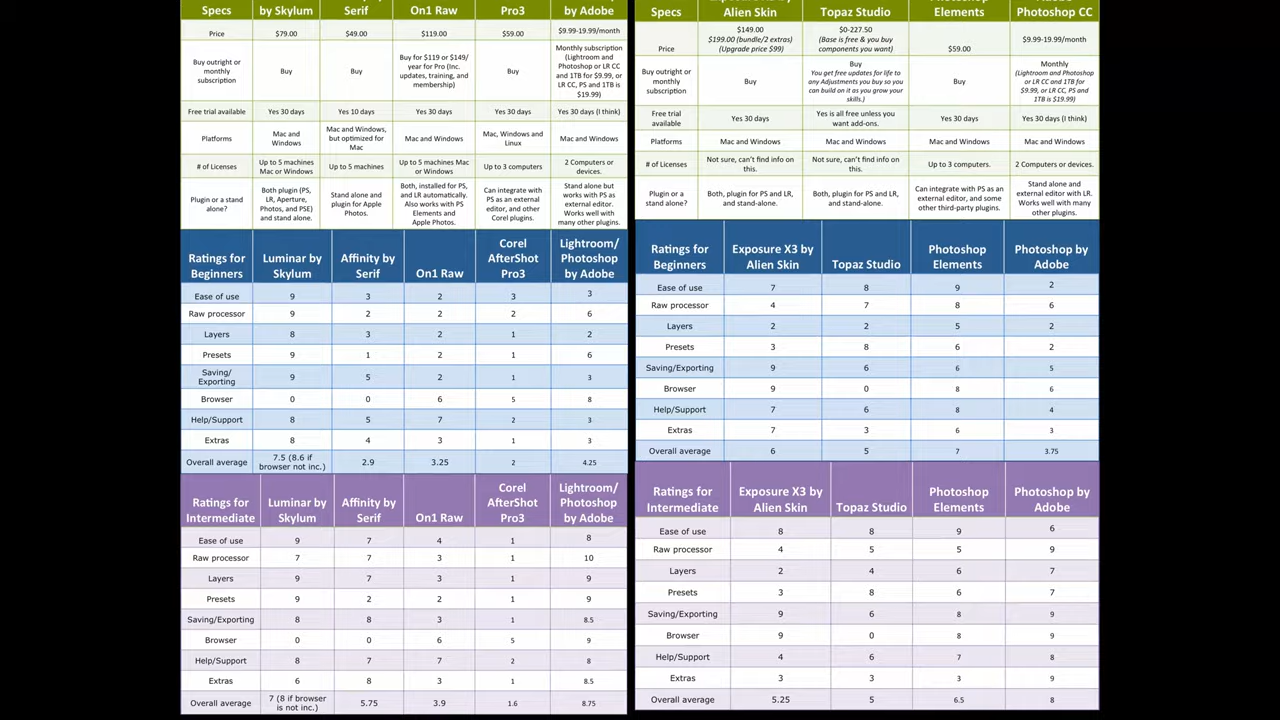 Specs by Skylum Serif On1 Raw Pro3 by Adobe
Price $79.00 $49.00 $119.00 $59.00 $9.99-19.99/month
Buy outright or monthly subscription Buy Buy Buy for $119 or $149/ year for Pro (Inc. updates, training, and membership) Buy Monthly subscription (Lightroom and Photoshop or LR CC and 1TB for $9.99, or LR CC, PS and 1TB is $19.99)
Free trial available Yes 30 days Yes 10 days Yes 30 days Yes 30 days Yes 30 days (I think)
Platforms Mac and Windows Mac and Windows, but optimized for Mac Mac and Windows Mac, Windows and Linux Mac and Windows
# of Licenses Up to 5 machines Mac or Windows Up to 5 machines Up to 5 machines Mac or Windows Up to 3 computers 2 Computers or devices.
Plugin or a stand alone? Both plugin (PS, LR, Aperture, Photos, and PSE) and stand alone. Stand alone and plugin for Apple Photos. Both, installed for PS, and LR automatically. Also works with PS Elements and Apple Photos. Can integrate with PS as an external editor, and other Corel plugins. Stand alone but works with PS as external editor. Works well with many other plugins.
Ratings for Beginners Luminar by Skylum Affinity by Serif On1 Raw Corel AfterShot Pro3 Lightroom/ Photoshop by Adobe
Ease of use 9 3 2 3 3
Raw processor 9 2 2 2 6
Layers 8 3 2 1 2
Presets 9 1 2 1 6
Saving/ Exporting 9 5 2 1 3
Browser 0 0 6 5 8
Help/Support 8 5 7 2 3
Extras 8 4 3 1 3
Overall average 7.5 (8.6 if browser not inc.) 2.9 3.25 2 4.25
Ratings for Intermediate Luminar by Skylum Affinity by Serif On1 Raw Corel AfterShot Pro3 Lightroom/ Photoshop by Adobe
Ease of use 9 7 4 1 8
Raw processor 7 7 3 1 10
Layers 9 7 3 1 9
Presets 9 2 2 1 9
Saving/Exporting 8 8 3 1 8.5
Browser 0 0 6 5 9
Help/Support 8 7 7 2 8
Extras 6 8 3 1 8.5
Overall average 7 (8 if browser is not inc.) 5.75 3.9 1.6 8.75
Specs Alien Skin Topaz Studio Elements Photoshop CC
Price $149.00 $199.00 (bundle/2 extras) (Upgrade price $99) $0-227.50 (Base is free & you buy components you want) $59.00 $9.99-19.99/month
Buy outright or monthly subscription Buy Buy You get free updates for life to any Adjustments you buy so you can build on it as you grow your skills.) Buy Monthly (Lightroom and Photoshop or LR CC and 1TB for $9.99, or LR CC, PS and 1TB is $19.99)
Free trial available Yes 30 days Yes is all free unless you want add-ons. Yes 30 days Yes 30 days (I think)
Platforms Mac and Windows Mac and Windows Mac and Windows Mac and Windows
# of Licenses Not sure, can't find info on this. Not sure, can't find info on this. Up to 3 computers. 2 Computers or devices.
Plugin or a stand alone? Both, plugin for PS and LR, and stand-alone. Both, plugin for PS and LR, and stand-alone. Can integrate with PS as an external editor, and some other third-party plugins. Stand alone and external editor with LR. Works well with many other plugins.
Ratings for Beginners Exposure X3 by Alien Skin Topaz Studio Photoshop Elements Photoshop by Adobe
Ease of use 7 8 9 2
Raw processor 4 7 8 6
Layers 2 2 5 2
Presets 3 8 6 2
Saving/Exporting 9 6 6 5
Browser 9 0 8 6
Help/Support 7 6 8 4
Extras 7 3 6 3
Overall average 6 5 7 3.75
Ratings for Intermediate Exposure X3 by Alien Skin Topaz Studio Photoshop Elements Photoshop by Adobe
Ease of use 8 8 9 6
Raw processor 4 5 5 9
Layers 2 4 6 7
Presets 3 8 6 7
Saving/Exporting 9 6 8 9
Browser 9 0 8 9
Help/Support 4 6 7 8
Extras 3 3 3 9
Overall average 5.25 5 6.5 8